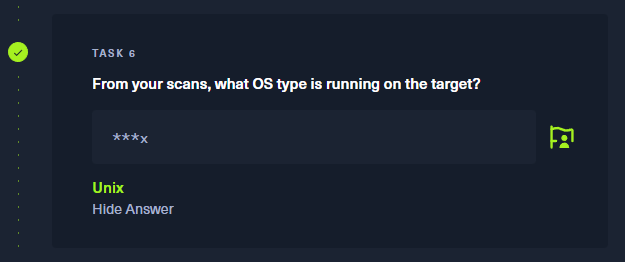 TASK 6
From your scans, what OS type is running on the target?
***x
Unix
Hide Answer